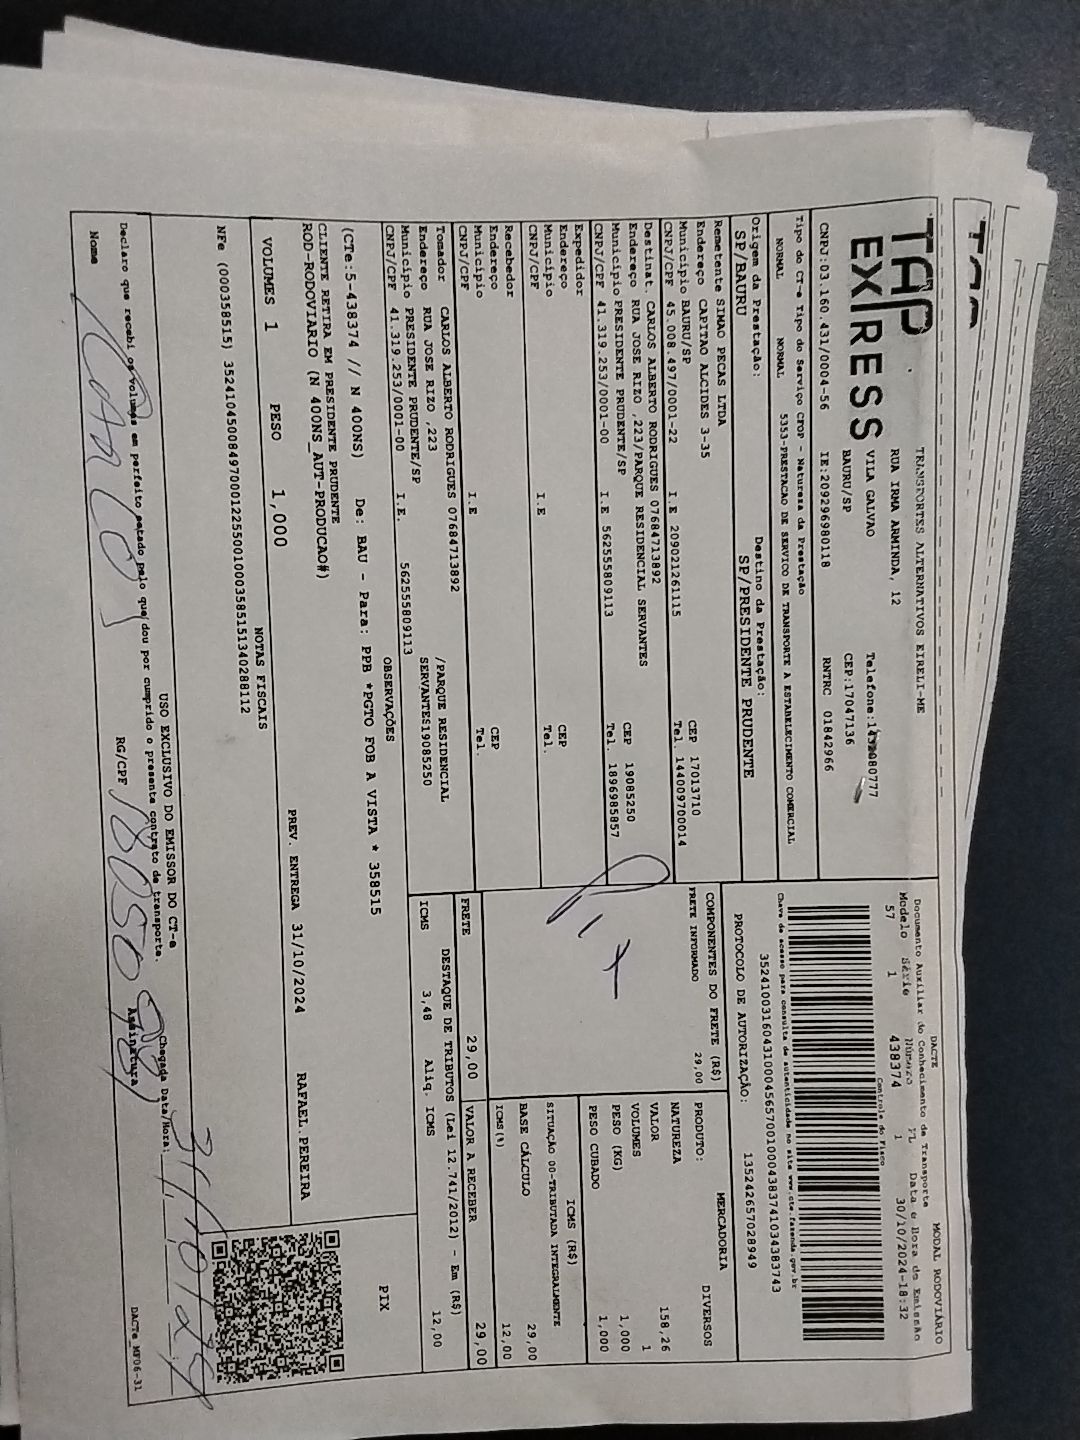 TAP EXPRESS
TRANSPORTES ALTERNATIVOS EIRELI-ME
RUA IRMA ARMINDA, 12
VILA GALVAO
BAURU/SP
CEP:17047136
CNPJ:03.160.431/0004-56 IE:209296980118 RNTRC 01842966
DACTE MODAL RODOVIÁRIO
Documento Auxiliar do Conhecimento de Transporte
Modelo Série Número FL Data e Hora de Emissão
57 1 438374 1 30/10/2024-18:32
Controle do Fisco
Chave de acesso para consulta de autenticidade no site www.cte.fazenda.gov.br
PROTOCOLO DE AUTORIZAÇÃO: 135242657028949
Tipo do CT-e Tipo do Serviço CFOP - Natureza da Prestação
NORMAL NORMAL 5353-PRESTACAO DE SERVICO DE TRANSPORTE A ESTABELECIMENTO COMERCIAL
Origem da Prestação: Destino da Prestação:
SP/BAURU SP/PRESIDENTE PRUDENTE
Remetente SIMAO PECAS LTDA
Endereço CAPITAO ALCIDES 3-35 CEP 17013710
Município BAURU/SP Tel. 144009700014
CNPJ/CPF 45.008.497/0001-22 I.E 209021261115
Destinat. CARLOS ALBERTO RODRIGUES 07684713892
Endereço RUA JOSE RIZO ,223/PARQUE RESIDENCIAL SERVANTES CEP 19085250
Município PRESIDENTE PRUDENTE/SP Tel. 1896985857
CNPJ/CPF 41.319.253/0001-00 I.E 562555809113
Expedidor
Endereço CEP
Município Tel.
CNPJ/CPF I.E
Recebedor
Endereço CEP
Município Tel.
CNPJ/CPF I.E
Tomador CARLOS ALBERTO RODRIGUES 07684713892
Endereço RUA JOSE RIZO ,223 /PARQUE RESIDENCIAL
Município PRESIDENTE PRUDENTE/SP SERVANTES19085250
CNPJ/CPF 41.319.253/0001-00 I.E. 562555809113
COMPONENTES DO FRETE (R$)
FRETE INFORMADO 29,00
FRETE 29,00
PRODUTO: MERCADORIA
NATUREZA DIVERSOS
VALOR 158,26
VOLUMES 1
PESO (KG) 1,000
PESO CUBADO 1,000
ICMS (R$)
SITUAÇÃO 00-TRIBUTADA INTEGRALMENTE
BASE CÁLCULO 29,00
ICMS(%) 12,00
VALOR A RECEBER 29,00
DESTAQUE DE TRIBUTOS (Lei 12.741/2012) - Em (R$)
ICMS 3,48 Aliq. ICMS 12,00
OBSERVAÇÕES
(CTe:5-438374 // N 400NS) De: BAU - Para: PPB *PGTO FOB A VISTA * 358515
CLIENTE RETIRA EM PRESIDENTE PRUDENTE
ROD-RODOVIARIO (N 400NS_AUT-PRODUCAO#)
PIX
PREV. ENTREGA 31/10/2024 RAFAEL.PEREIRA
VOLUMES 1 PESO 1,000
NOTAS FISCAIS
USO EXCLUSIVO DO EMISSOR DO CT-e
Declaro que recebi os volumes em perfeito estado pelo que dou por cumprido o presente contrato de transporte.
Chegada Data/Hora: 31/10/24
Nome Carlos RG/CPF Assinatura
DACTe_MF06-31